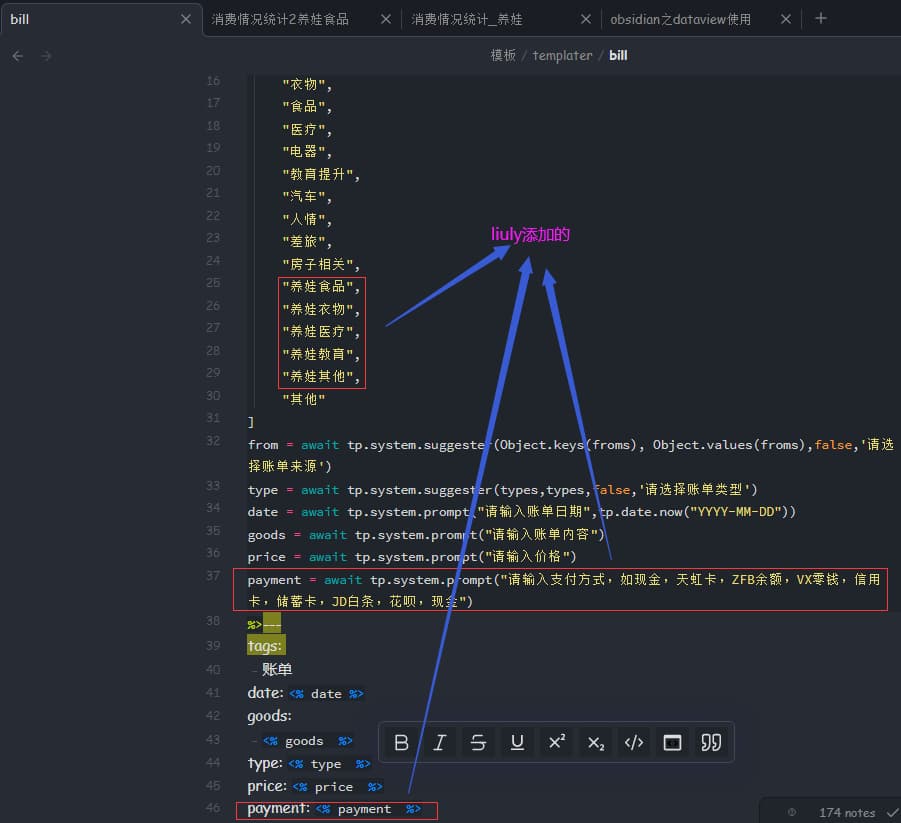 bill
消费情况统计2养娃食品
消费情况统计_养娃
obsidian之dataview使用
模板 / templater / bill
16 "衣物",
17 "食品",
18 "医疗",
19 "电器",
20 "教育提升",
21 "汽车",
22 "人情",
23 "差旅",
24 "房子相关",
25 "养娃食品",
26 "养娃衣物",
27 "养娃医疗",
28 "养娃教育",
29 "养娃其他",
30 "其他"
31 ]
liuly添加的
32 from = await tp.system.suggester(Object.keys(froms), Object.values(froms),false,'请选
择账单来源')
33 type = await tp.system.suggester(types,types,false,'请选择账单类型')
34 date = await tp.system.prompt("请输入账单日期",tp.date.now("YYYY-MM-DD"))
35 goods = await tp.system.prompt("请输入账单内容")
36 price = await tp.system.prompt("请输入价格")
37 payment = await tp.system.prompt("请输入支付方式，如现金，天虹卡，ZFB余额，VX零钱，信用
卡，储蓄卡，JD白条，花呗，现金")
38 %>---
39 tags:
40 - 账单
41 date: <% date %>
42 goods:
43 - <% goods %>
44 type: <% type %>
45 price: <% price %>
46 payment: <% payment %>
B I S U X² X₂ </>
174 notes